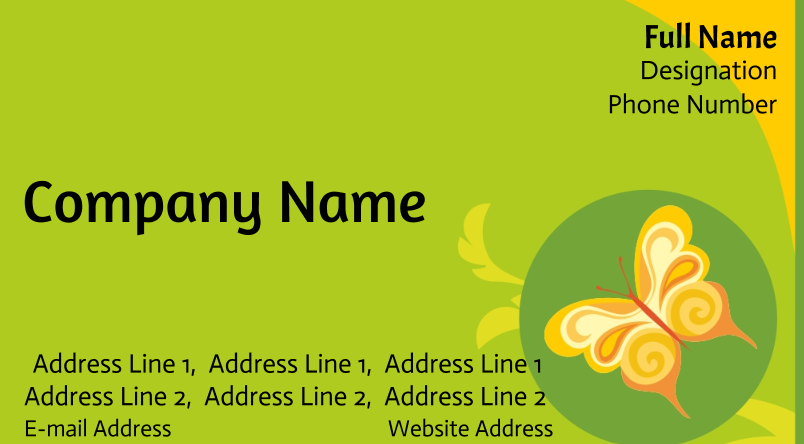 Full Name
Designation
Phone Number
Company Name
Address Line 1, Address Line 1, Address Line 1
Address Line 2, Address Line 2, Address Line 2
E-mail Address
Website Address